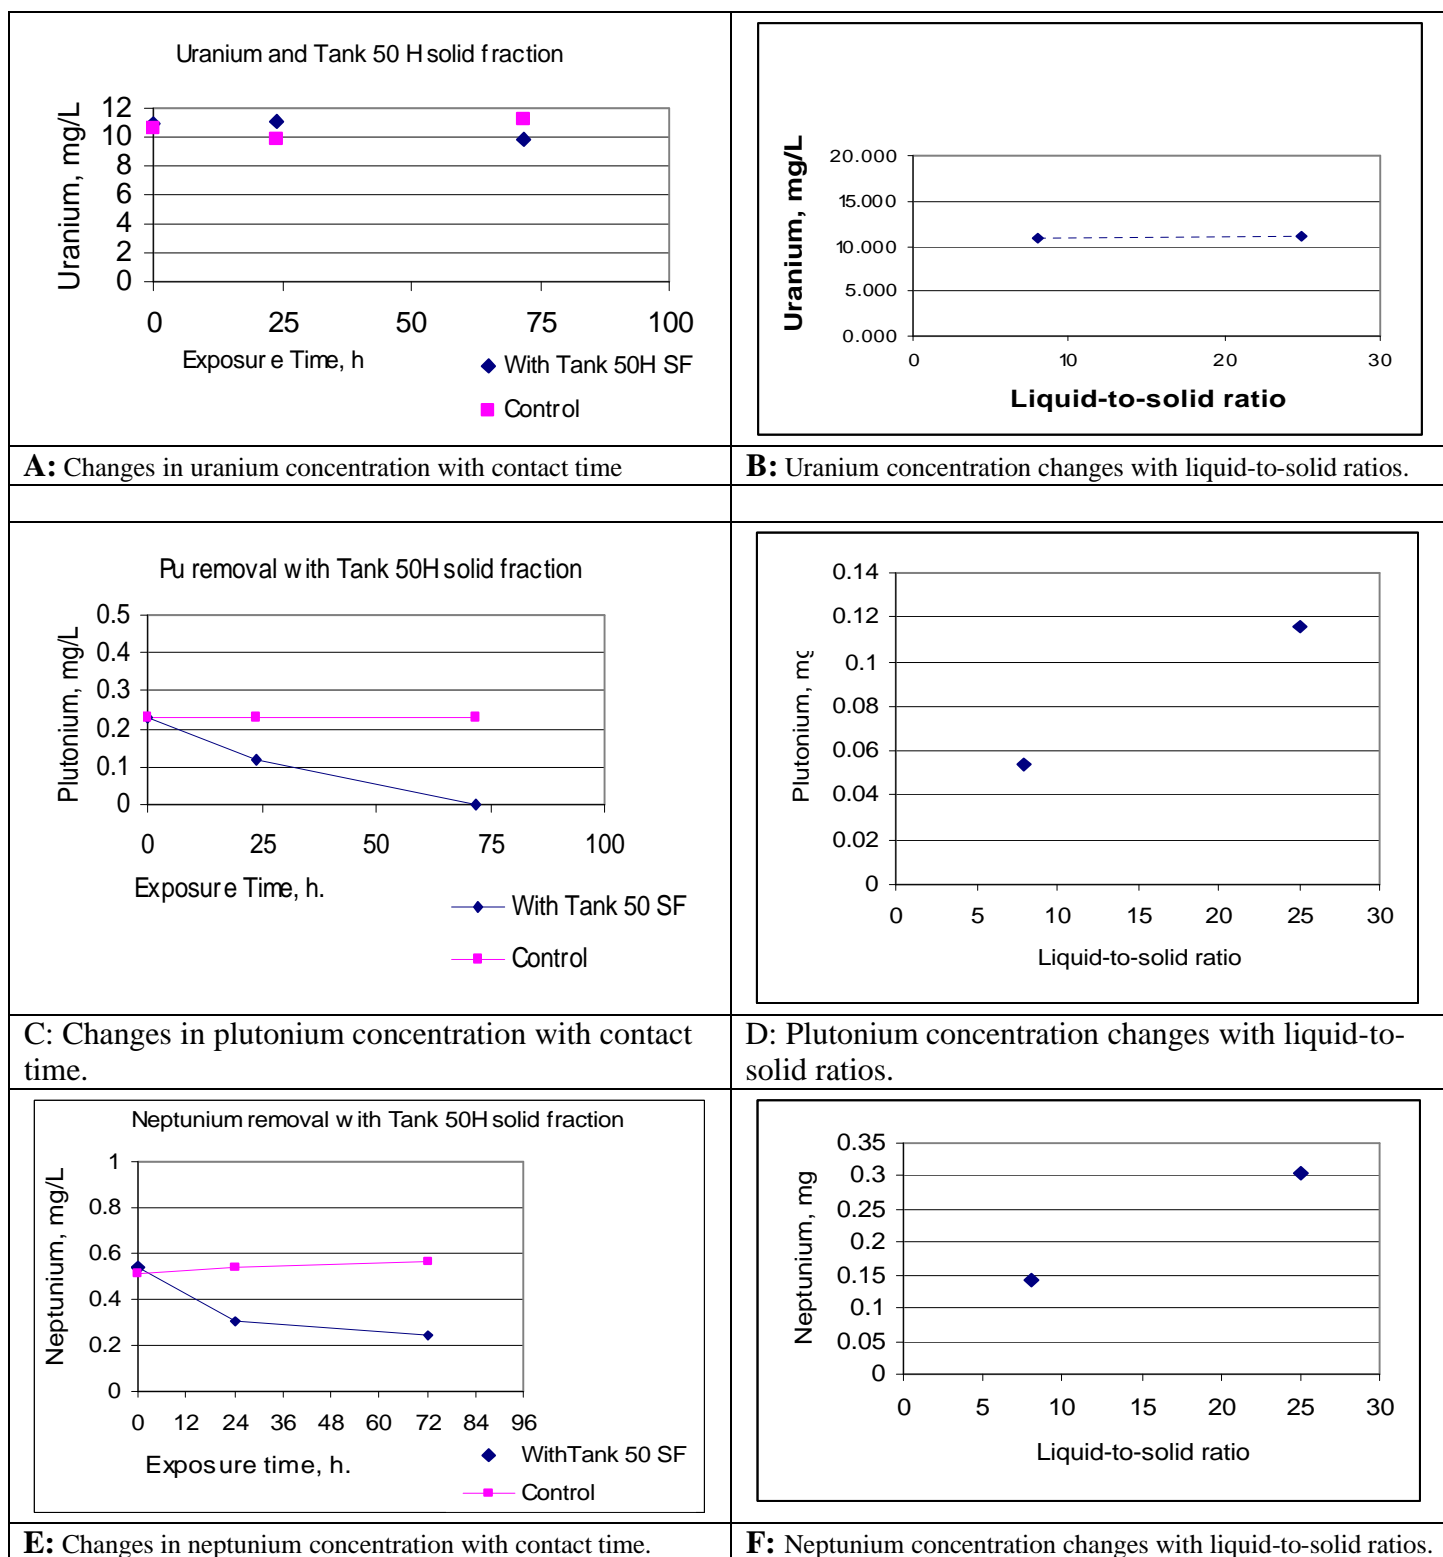 Uranium and Tank 50 H solid fraction
Uranium, mg/L
12
10
8
6
4
2
0
0 25 50 75 100
Exposure Time, h
With Tank 50H SF
Control
Uranium, mg/L
20.000
15.000
10.000
5.000
0.000
0 10 20 30
Liquid-to-solid ratio
A: Changes in uranium concentration with contact time
B: Uranium concentration changes with liquid-to-solid ratios.
Pu removal with Tank 50H solid fraction
Plutonium, mg/L
0.5
0.4
0.3
0.2
0.1
0
0 25 50 75 100
Exposure Time, h.
With Tank 50 SF
Control
Plutonium, mg
0.14
0.12
0.1
0.08
0.06
0.04
0.02
0
0 5 10 15 20 25 30
Liquid-to-solid ratio
C: Changes in plutonium concentration with contact
time.
D: Plutonium concentration changes with liquid-to-
solid ratios.
Neptunium removal with Tank 50H solid fraction
Neptunium, mg/L
1
0.8
0.6
0.4
0.2
0
0 12 24 36 48 60 72 84 96
Exposure time, h.
WithTank 50 SF
Control
Neptunium, mg
0.35
0.3
0.25
0.2
0.15
0.1
0.05
0
0 5 10 15 20 25 30
Liquid-to-solid ratio
E: Changes in neptunium concentration with contact time.
F: Neptunium concentration changes with liquid-to-solid ratios.